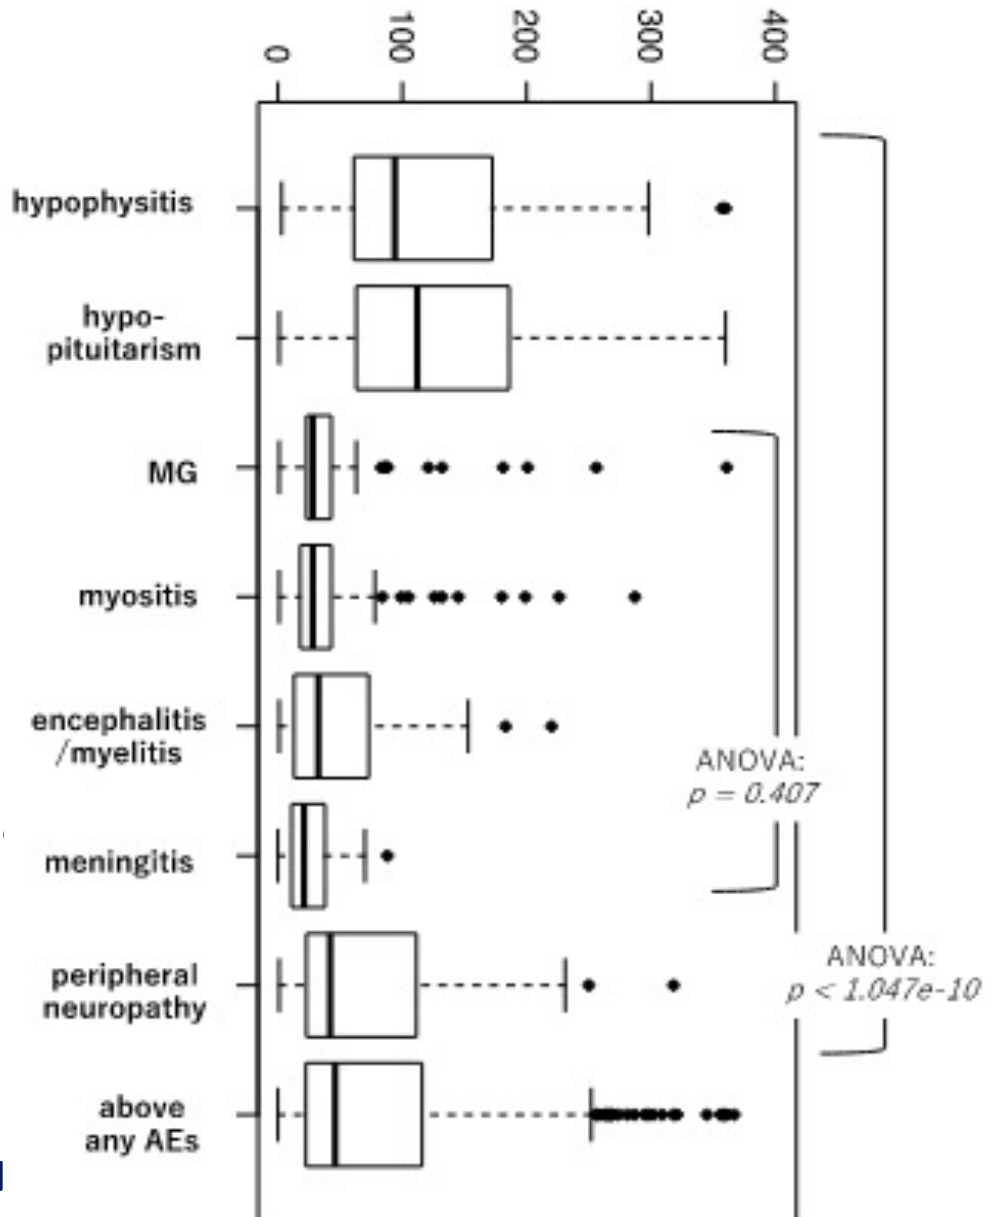 0
100
200
300
400
hypophysitis
hypo-
pituitarism
MG
myositis
encephalitis
/myelitis
ANOVA:
p = 0.407
meningitis
peripheral
neuropathy
ANOVA:
p < 1.047e-10
above
any AEs